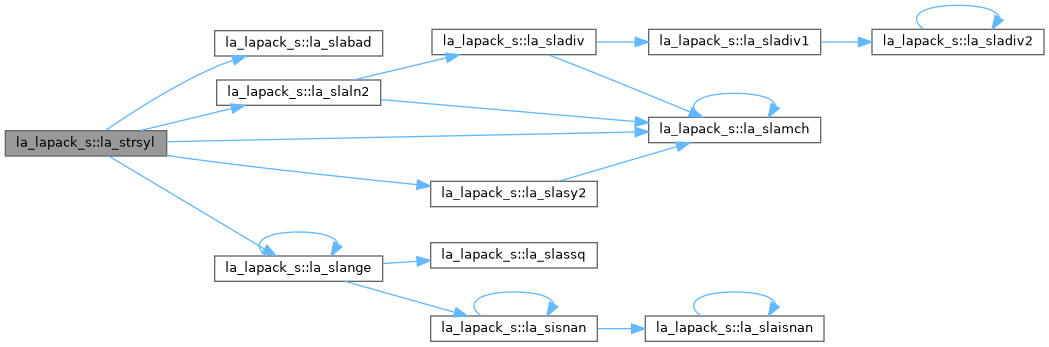 la_lapack_s::la_strsyl
la_lapack_s::la_slabad
la_lapack_s::la_slaln2
la_lapack_s::la_sladiv
la_lapack_s::la_sladiv1
la_lapack_s::la_sladiv2
la_lapack_s::la_slamch
la_lapack_s::la_slasy2
la_lapack_s::la_slange
la_lapack_s::la_slassq
la_lapack_s::la_sisnan
la_lapack_s::la_slaisnan